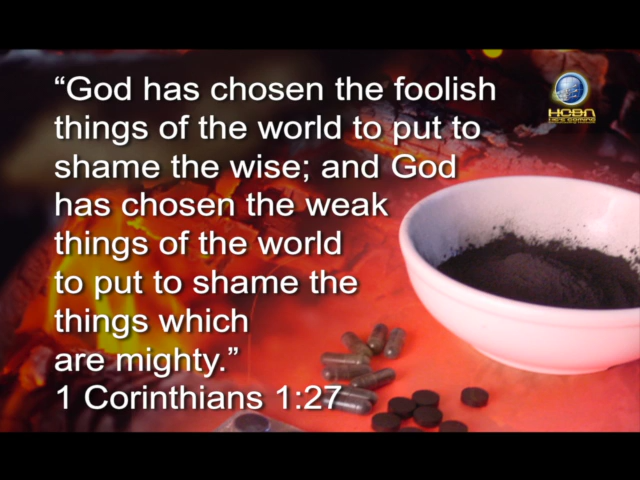 “God has chosen the foolish
things of the world to put to
shame the wise; and God
has chosen the weak
things of the world
to put to shame the
things which
are mighty.”
1 Corinthians 1:27
HCBN